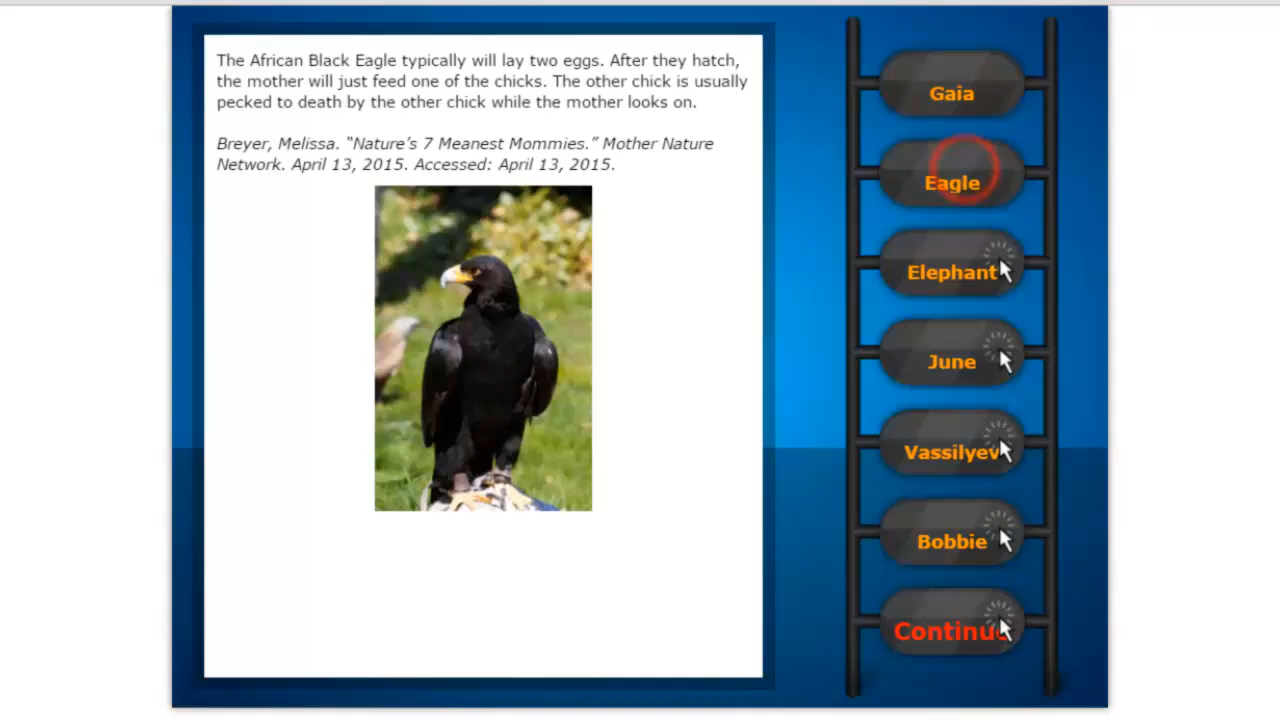 The African Black Eagle typically will lay two eggs. After they hatch,
the mother will just feed one of the chicks. The other chick is usually
pecked to death by the other chick while the mother looks on.
Breyer, Melissa. “Nature’s 7 Meanest Mommies.” Mother Nature
Network. April 13, 2015. Accessed: April 13, 2015.
Gaia
Eagle
Elephant
June
Vassilyev
Bobbie
Continue